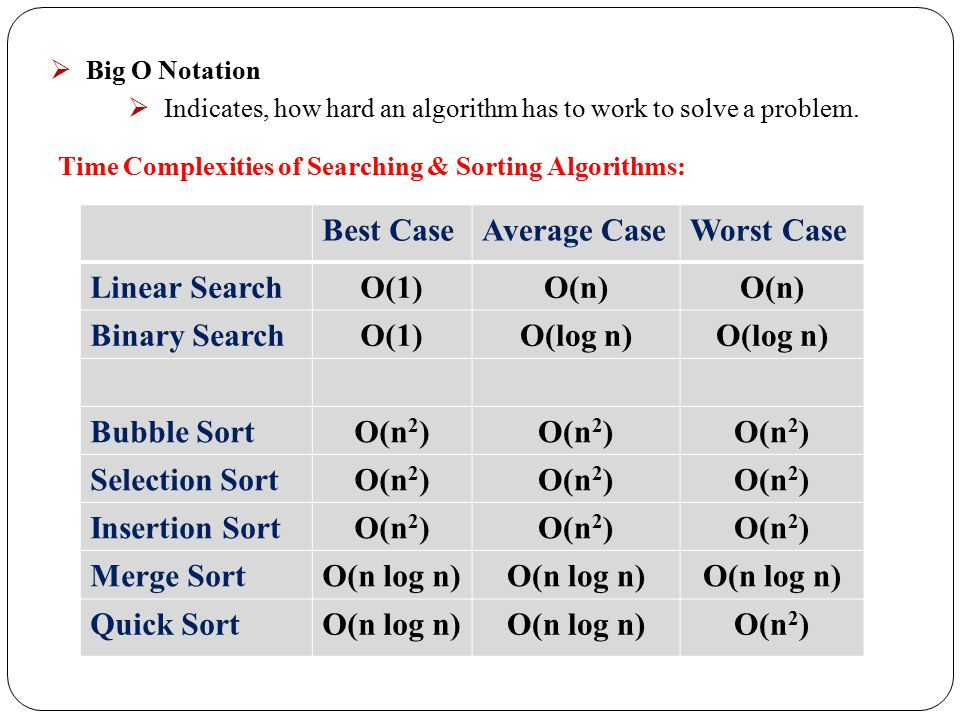 Big O Notation
Indicates, how hard an algorithm has to work to solve a problem.
Time Complexities of Searching & Sorting Algorithms:
Best Case Average Case Worst Case
Linear Search O(1) O(n) O(n)
Binary Search O(1) O(log n) O(log n)
Bubble Sort O(n²) O(n²) O(n²)
Selection Sort O(n²) O(n²) O(n²)
Insertion Sort O(n²) O(n²) O(n²)
Merge Sort O(n log n) O(n log n) O(n log n)
Quick Sort O(n log n) O(n log n) O(n²)